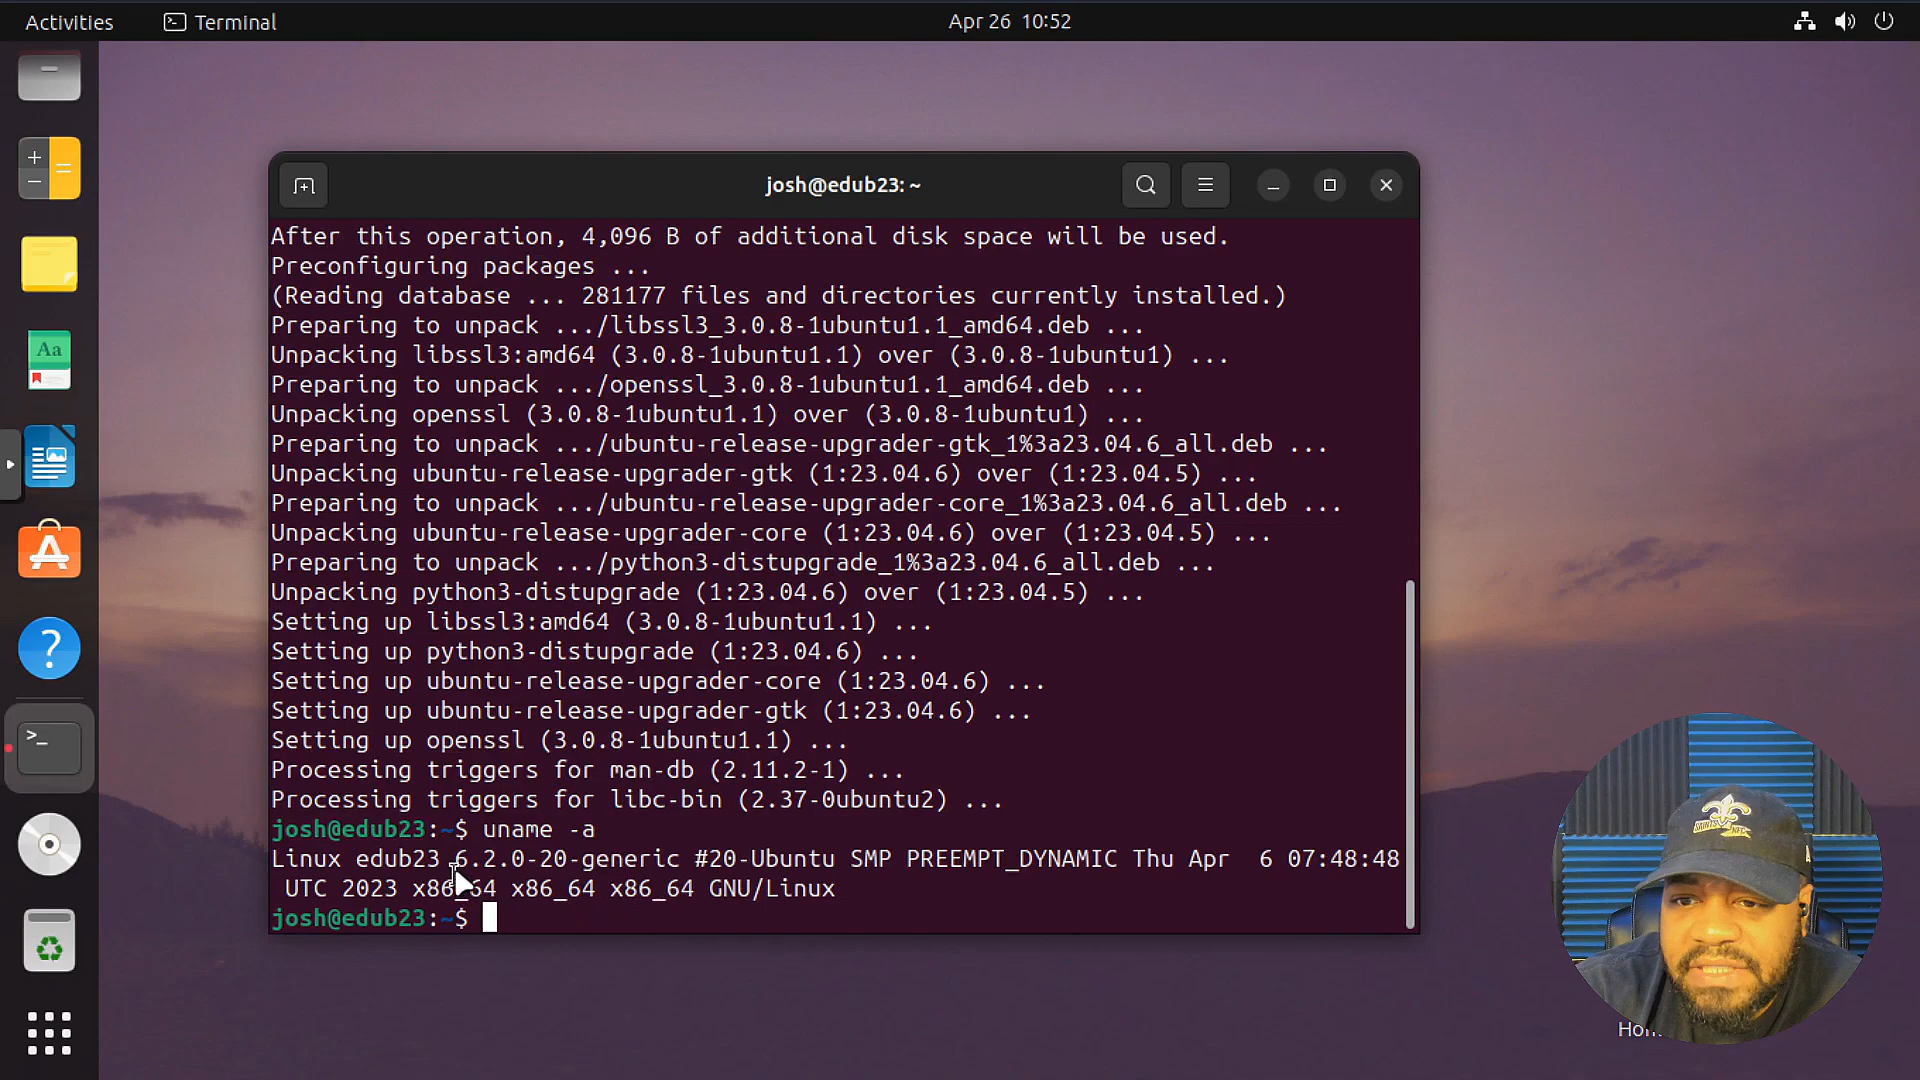 Activities
Terminal
Apr 26 10:52
josh@edub23: ~
After this operation, 4,096 B of additional disk space will be used.
Preconfiguring packages ...
(Reading database ... 281177 files and directories currently installed.)
Preparing to unpack .../libssl3_3.0.8-1ubuntu1.1_amd64.deb ...
Unpacking libssl3:amd64 (3.0.8-1ubuntu1.1) over (3.0.8-1ubuntu1) ...
Preparing to unpack .../openssl_3.0.8-1ubuntu1.1_amd64.deb ...
Unpacking openssl (3.0.8-1ubuntu1.1) over (3.0.8-1ubuntu1) ...
Preparing to unpack .../ubuntu-release-upgrader-gtk_1%3a23.04.6_all.deb ...
Unpacking ubuntu-release-upgrader-gtk (1:23.04.6) over (1:23.04.5) ...
Preparing to unpack .../ubuntu-release-upgrader-core_1%3a23.04.6_all.deb ...
Unpacking ubuntu-release-upgrader-core (1:23.04.6) over (1:23.04.5) ...
Preparing to unpack .../python3-distupgrade_1%3a23.04.6_all.deb ...
Unpacking python3-distupgrade (1:23.04.6) over (1:23.04.5) ...
Setting up libssl3:amd64 (3.0.8-1ubuntu1.1) ...
Setting up python3-distupgrade (1:23.04.6) ...
Setting up ubuntu-release-upgrader-core (1:23.04.6) ...
Setting up ubuntu-release-upgrader-gtk (1:23.04.6) ...
Setting up openssl (3.0.8-1ubuntu1.1) ...
Processing triggers for man-db (2.11.2-1) ...
Processing triggers for libc-bin (2.37-0ubuntu2) ...
josh@edub23:~$ uname -a
Linux edub23 6.2.0-20-generic #20-Ubuntu SMP PREEMPT_DYNAMIC Thu Apr  6 07:48:48
 UTC 2023 x86_64 x86_64 x86_64 GNU/Linux
josh@edub23:~$
Aa
SAINTS